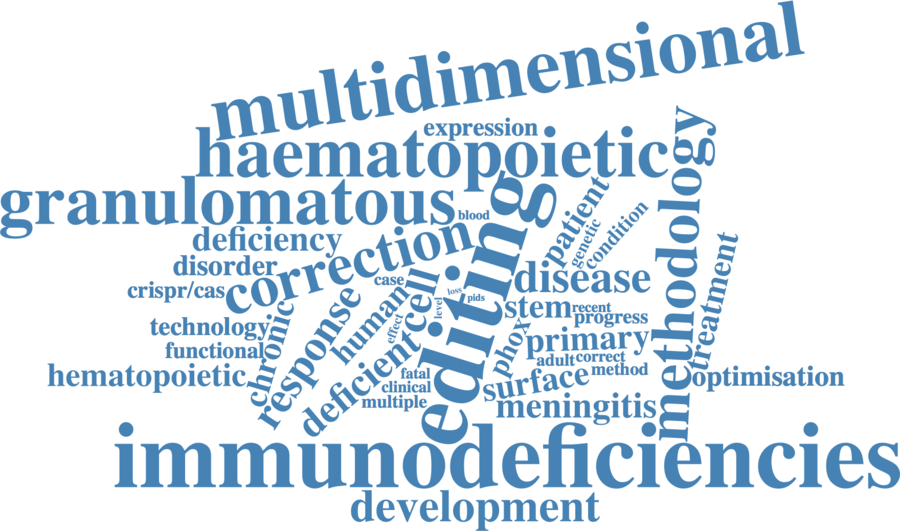 multidimensional
expression
haematopoietic
granulomatous
blood
deficiency
correction
editing
patient
genetic
condition
methodology
disorder
case
disease
treatment
crispr/cas
loss
pids
cell
level
stem
recent
progress
technology
chronic
response
human
effect
phox
primary
functional
deficient
adult
correct
method
hematopoietic
fatal
clinical
multiple
surface
optimisation
meningitis
immunodeficiencies
development